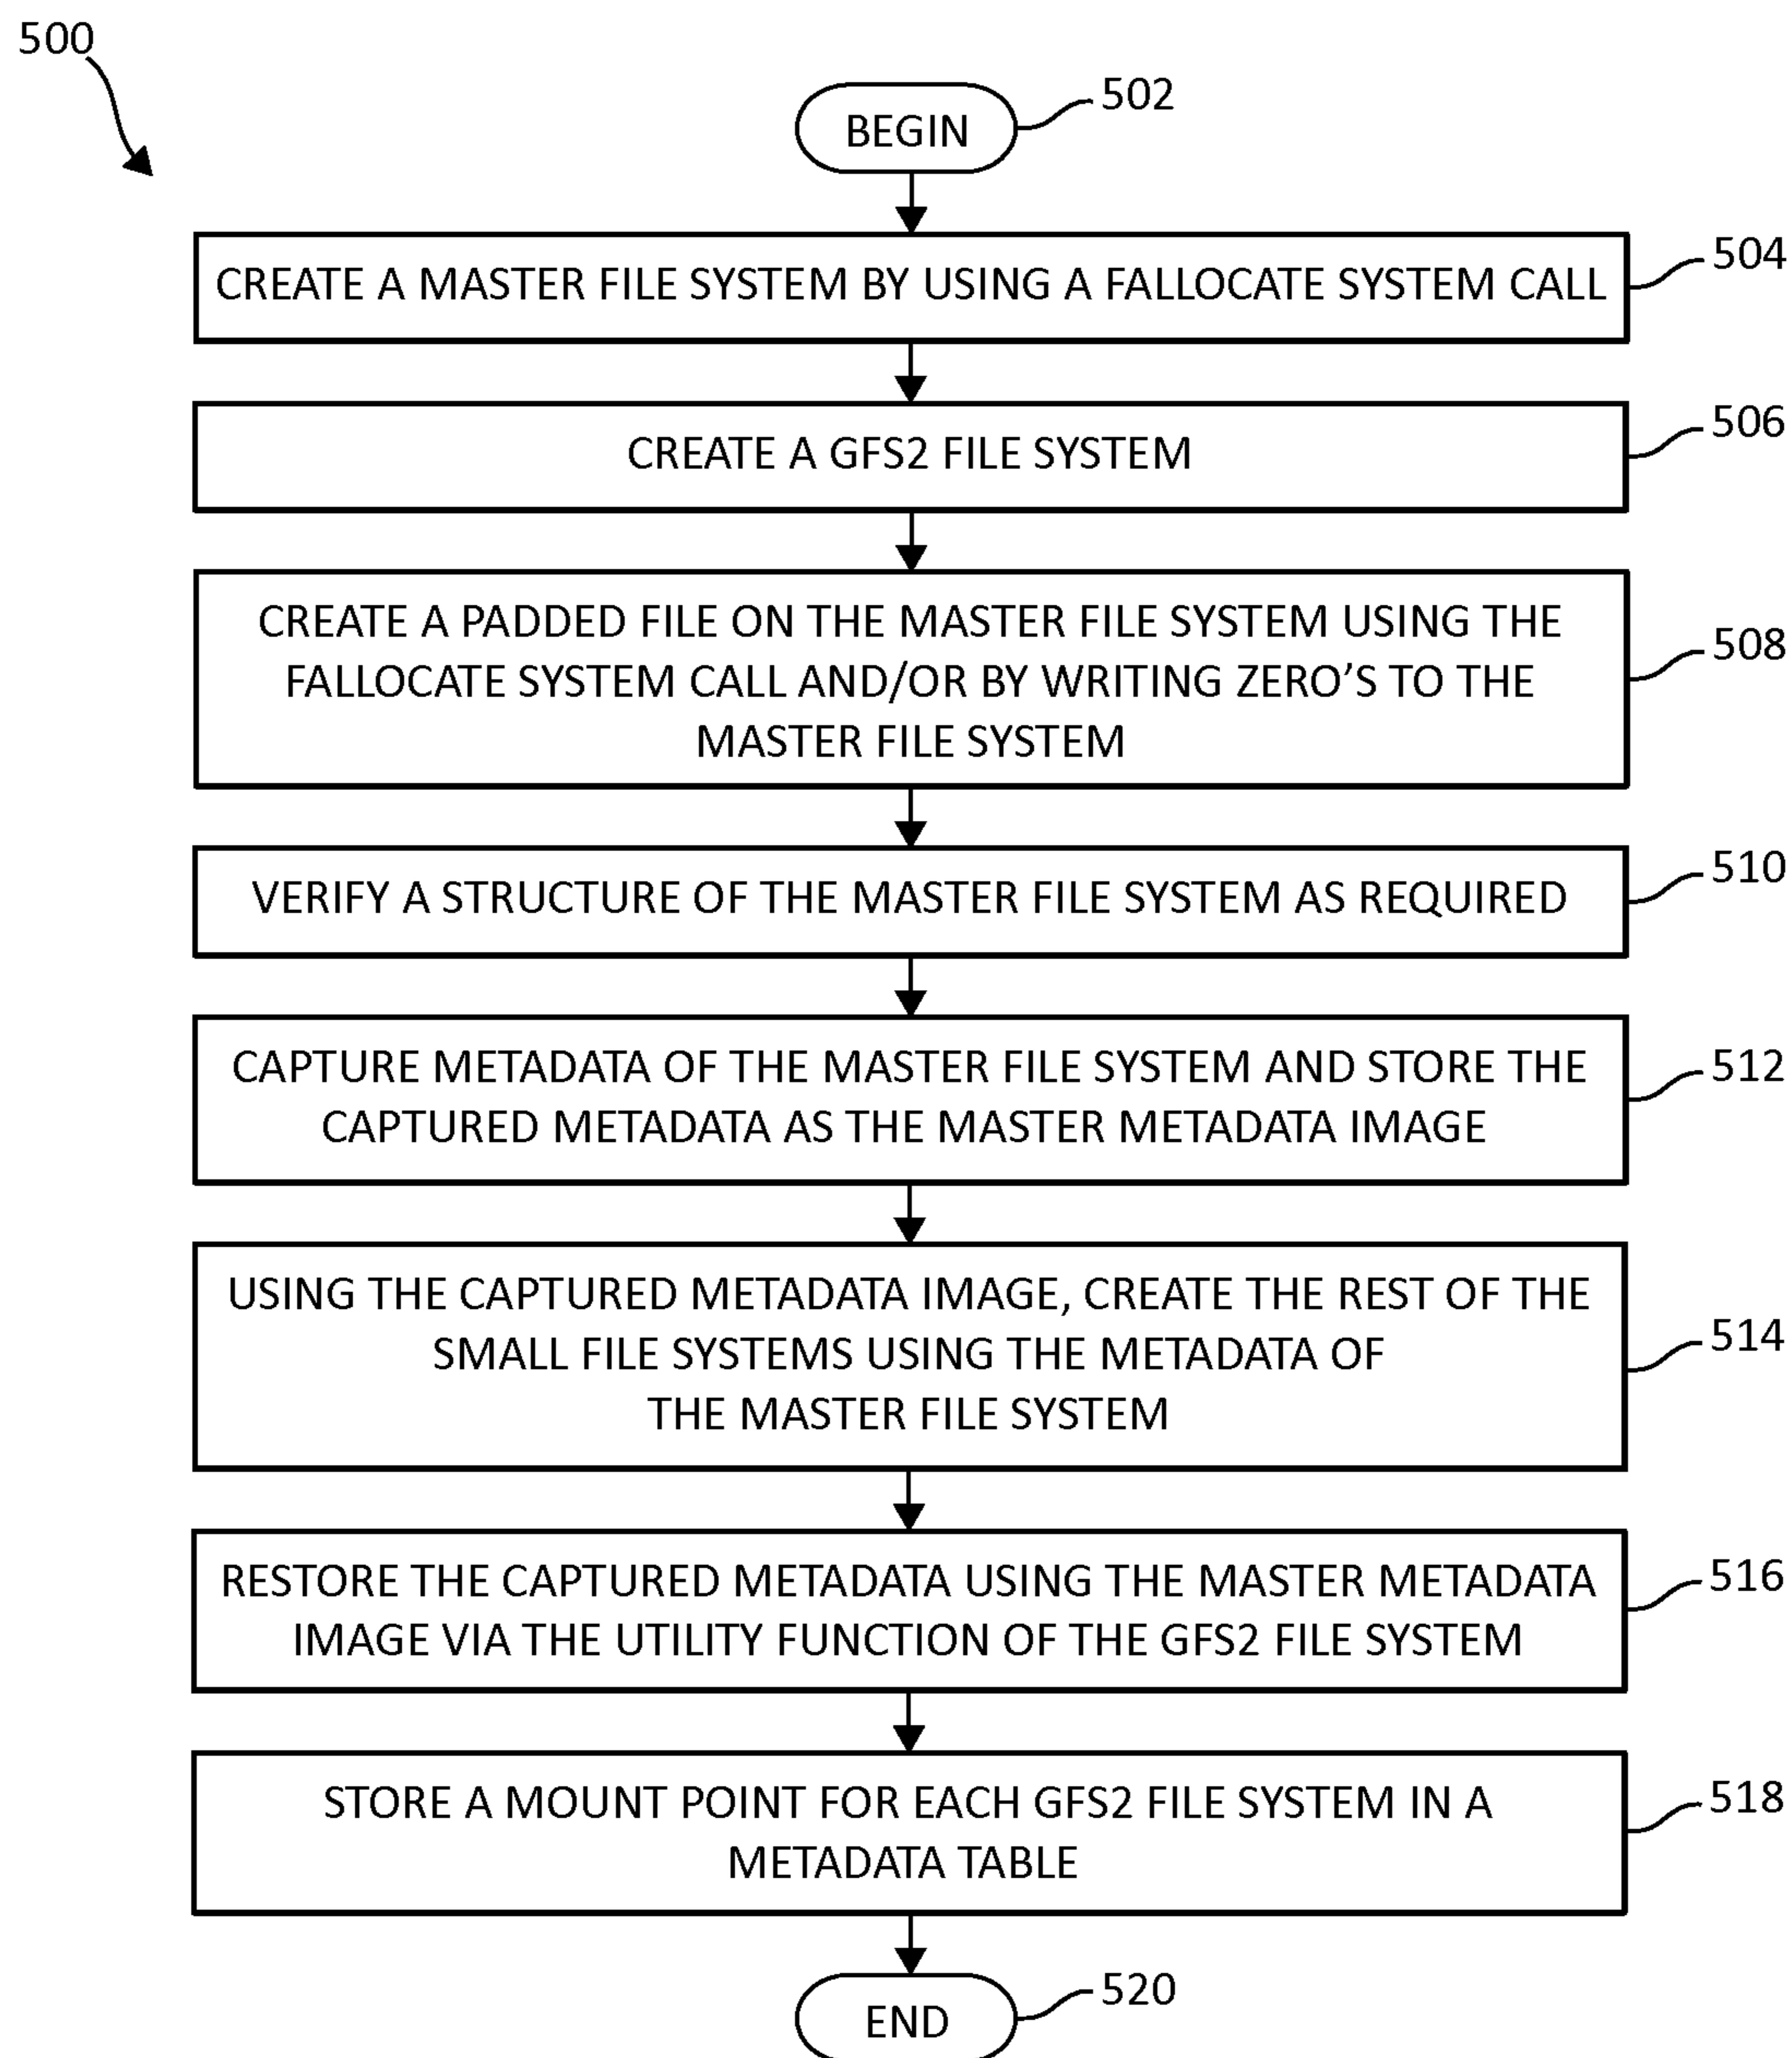 500
BEGIN
502
CREATE A MASTER FILE SYSTEM BY USING A FALLOCATE SYSTEM CALL
504
CREATE A GFS2 FILE SYSTEM
506
CREATE A PADDED FILE ON THE MASTER FILE SYSTEM USING THE
FALLOCATE SYSTEM CALL AND/OR BY WRITING ZERO'S TO THE
MASTER FILE SYSTEM
508
VERIFY A STRUCTURE OF THE MASTER FILE SYSTEM AS REQUIRED
510
CAPTURE METADATA OF THE MASTER FILE SYSTEM AND STORE THE
CAPTURED METADATA AS THE MASTER METADATA IMAGE
512
USING THE CAPTURED METADATA IMAGE, CREATE THE REST OF THE
SMALL FILE SYSTEMS USING THE METADATA OF
THE MASTER FILE SYSTEM
514
RESTORE THE CAPTURED METADATA USING THE MASTER METADATA
IMAGE VIA THE UTILITY FUNCTION OF THE GFS2 FILE SYSTEM
516
STORE A MOUNT POINT FOR EACH GFS2 FILE SYSTEM IN A
METADATA TABLE
518
END
520